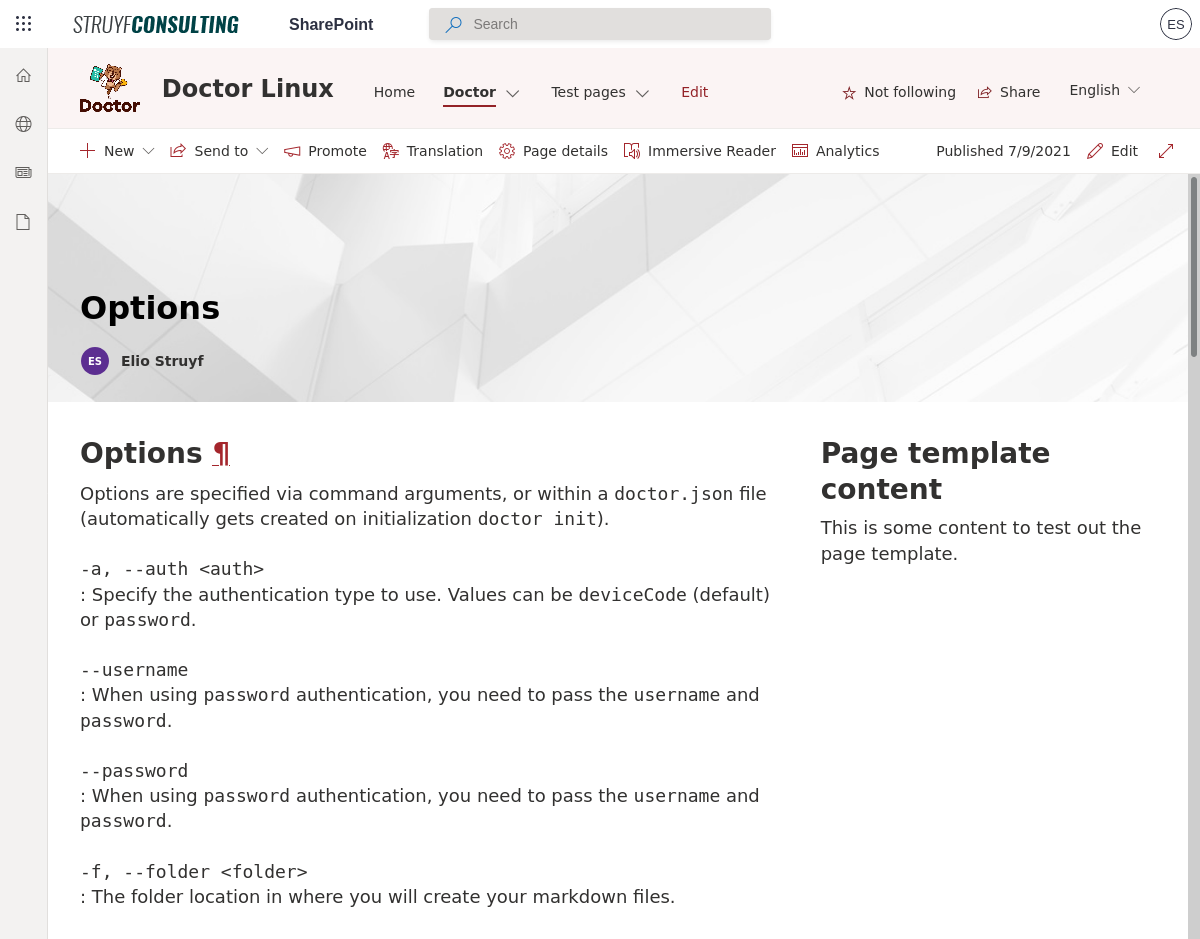 STRUYFCONSULTING SharePoint Search ES
Doctor Doctor Linux Home Doctor Test pages Edit Not following Share English
New Send to Promote Translation Page details Immersive Reader Analytics Published 7/9/2021 Edit
Options
ES Elio Struyf
Options ¶
Options are specified via command arguments, or within a doctor.json file
(automatically gets created on initialization doctor init).
-a, --auth <auth>
: Specify the authentication type to use. Values can be deviceCode (default)
or password.
--username
: When using password authentication, you need to pass the username and
password.
--password
: When using password authentication, you need to pass the username and
password.
-f, --folder <folder>
: The folder location in where you will create your markdown files.
Page template
content
This is some content to test out the
page template.